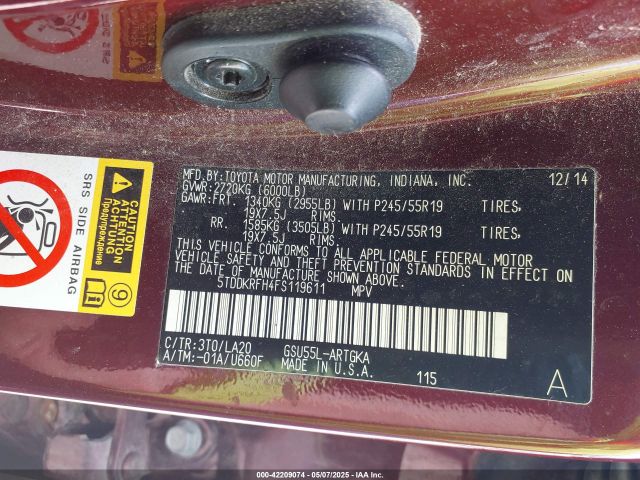 MFD.BY:TOYOTA MOTOR MANUFACTURING, INDIANA, INC. 12/14
GVWR:2720KG (6000LB)
GAWR:FRT. 1340KG (2955LB) WITH P245/55R19 TIRES,
19X7.5J RIMS.
RR. 1585KG (3505LB) WITH P245/55R19 TIRES,
19X7.5J RIMS.
THIS VEHICLE CONFORMS TO ALL APPLICABLE FEDERAL MOTOR
VEHICLE SAFETY AND THEFT PREVENTION STANDARDS IN EFFECT ON
THE DATE OF MANUFACTURE SHOWN ABOVE.
5TDDKRFH4FS119611 MPV
C/TR:3T0/LA20 GSU55L-ARTGKA
A/TM:-01A/U660F MADE IN U.S.A.
115 A
SRS SIDE AIRBAG
CAUTION
ATTENTION
ACHTUNG
Предупреждение
9
000-42209074 - 05/07/2025 - IAA